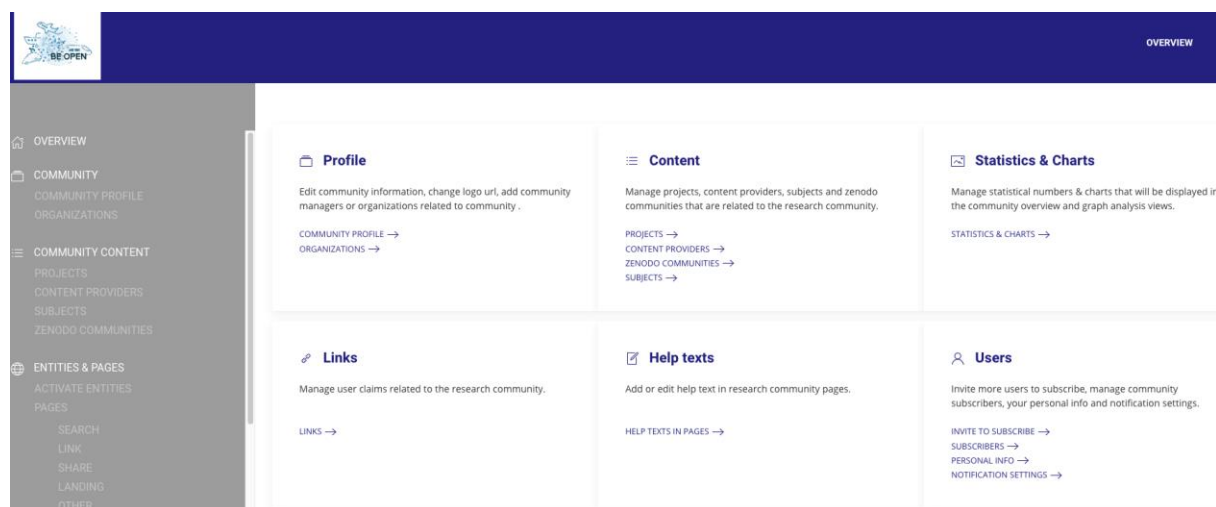 BE OPEN
OVERVIEW
OVERVIEW
COMMUNITY
COMMUNITY PROFILE
ORGANIZATIONS
COMMUNITY CONTENT
PROJECTS
CONTENT PROVIDERS
SUBJECTS
ZENODO COMMUNITIES
ENTITIES & PAGES
ACTIVATE ENTITIES
PAGES
SEARCH
LINK
SHARE
LANDING
OTHER
Profile
Edit community information, change logo url, add community
managers or organizations related to community .
COMMUNITY PROFILE →
ORGANIZATIONS →
Content
Manage projects, content providers, subjects and zenodo
communities that are related to the research community.
PROJECTS →
CONTENT PROVIDERS →
ZENODO COMMUNITIES →
SUBJECTS →
Statistics & Charts
Manage statistical numbers & charts that will be displayed in
the community overview and graph analysis views.
STATISTICS & CHARTS →
Links
Manage user claims related to the research community.
LINKS →
Help texts
Add or edit help text in research community pages.
HELP TEXTS IN PAGES →
Users
Invite more users to subscribe, manage community
subscribers, your personal info and notification settings.
INVITE TO SUBSCRIBE →
SUBSCRIBERS →
PERSONAL INFO →
NOTIFICATION SETTINGS →